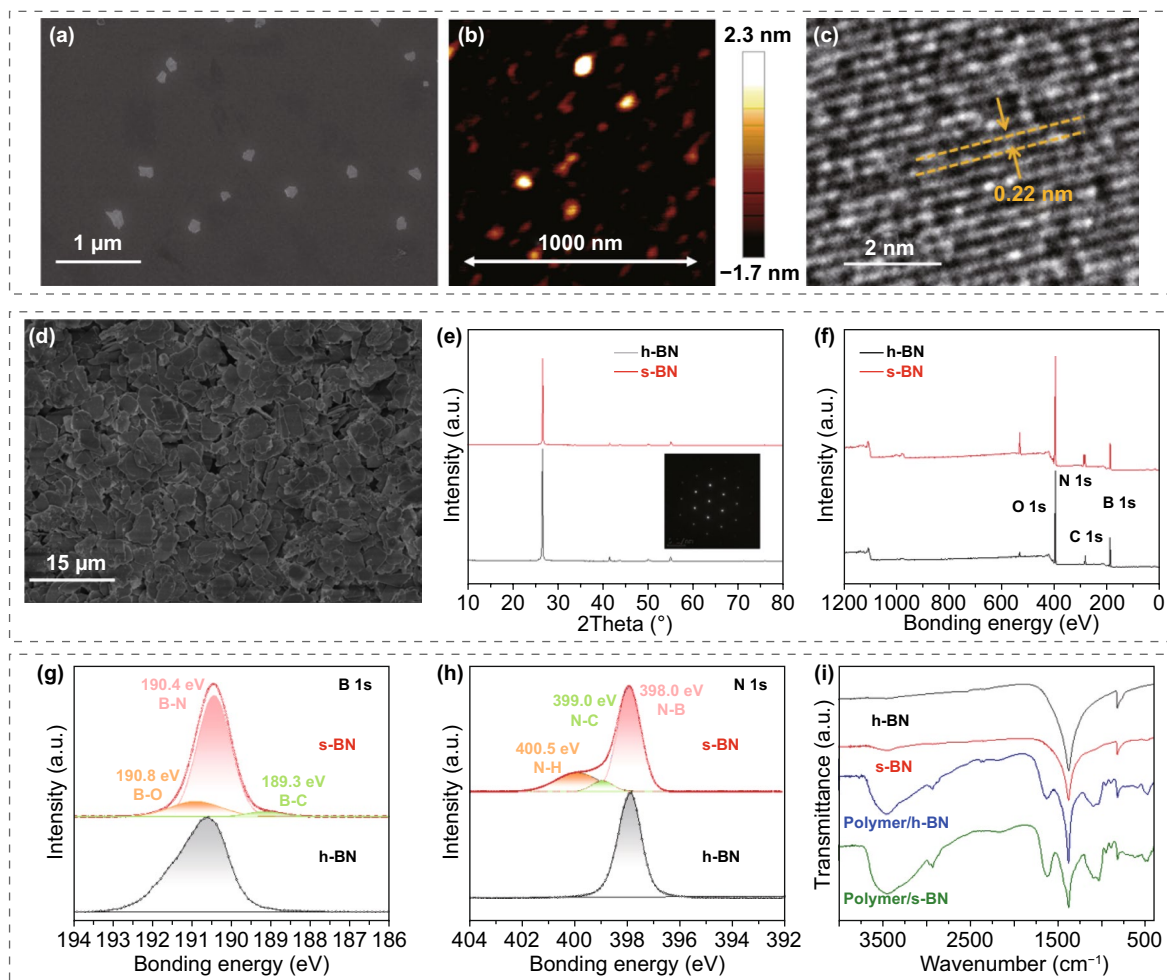 (a)
1 μm
(b)
1000 nm
2.3 nm
−1.7 nm
(c)
0.22 nm
2 nm
(d)
15 μm
(e)
h-BN
s-BN
Intensity (a.u.)
10 20 30 40 50 60 70 80
2Theta (°)
(f)
h-BN
s-BN
O 1s
N 1s
C 1s
B 1s
Intensity (a.u.)
1200 1000 800 600 400 200 0
Bonding energy (eV)
(g)
B 1s
190.4 eV
B-N
s-BN
190.8 eV
B-O
189.3 eV
B-C
h-BN
Intensity (a.u.)
194 193 192 191 190 189 188 187 186
Bonding energy (eV)
(h)
N 1s
399.0 eV
N-C
398.0 eV
N-B
400.5 eV
N-H
s-BN
h-BN
Intensity (a.u.)
404 402 400 398 396 394 392
Bonding energy (eV)
(i)
h-BN
s-BN
Polymer/h-BN
Polymer/s-BN
Transmittance (a.u.)
3500 2500 1500 500
Wavenumber (cm⁻¹)